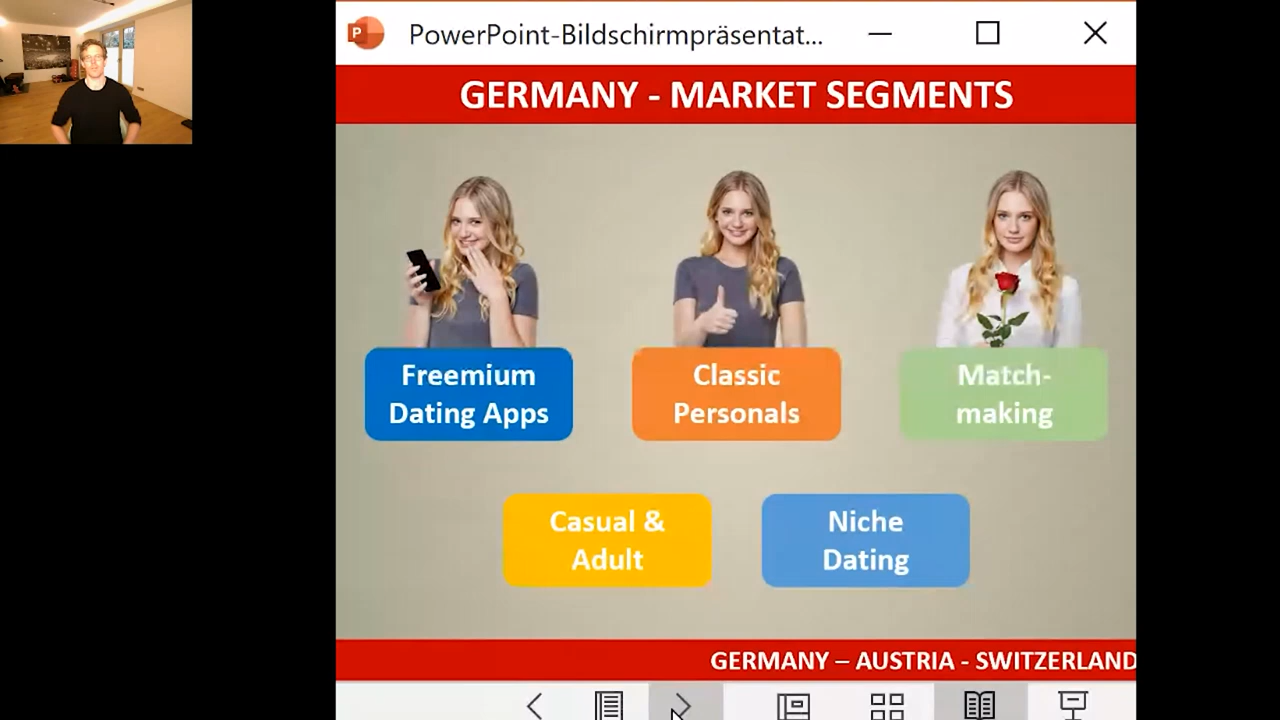 PowerPoint-Bildschirmpräsentat...
GERMANY - MARKET SEGMENTS
Freemium
Dating Apps
Classic
Personals
Match-
making
Casual &
Adult
Niche
Dating
GERMANY – AUSTRIA - SWITZERLAND